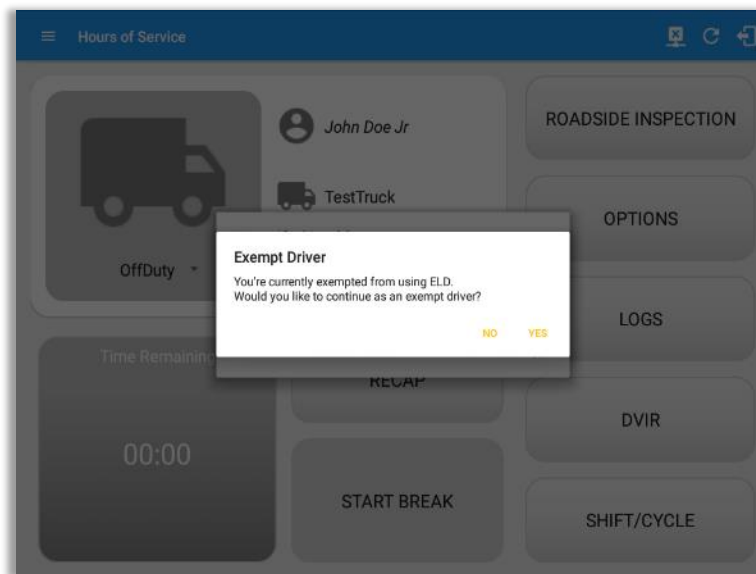 Hours of Service
John Doe Jr
TestTruck
OffDuty
Exempt Driver
You're currently exempted from using ELD.
Would you like to continue as an exempt driver?
NO YES
Time Remaining
00:00
RECAP
START BREAK
ROADSIDE INSPECTION
OPTIONS
LOGS
DVIR
SHIFT/CYCLE